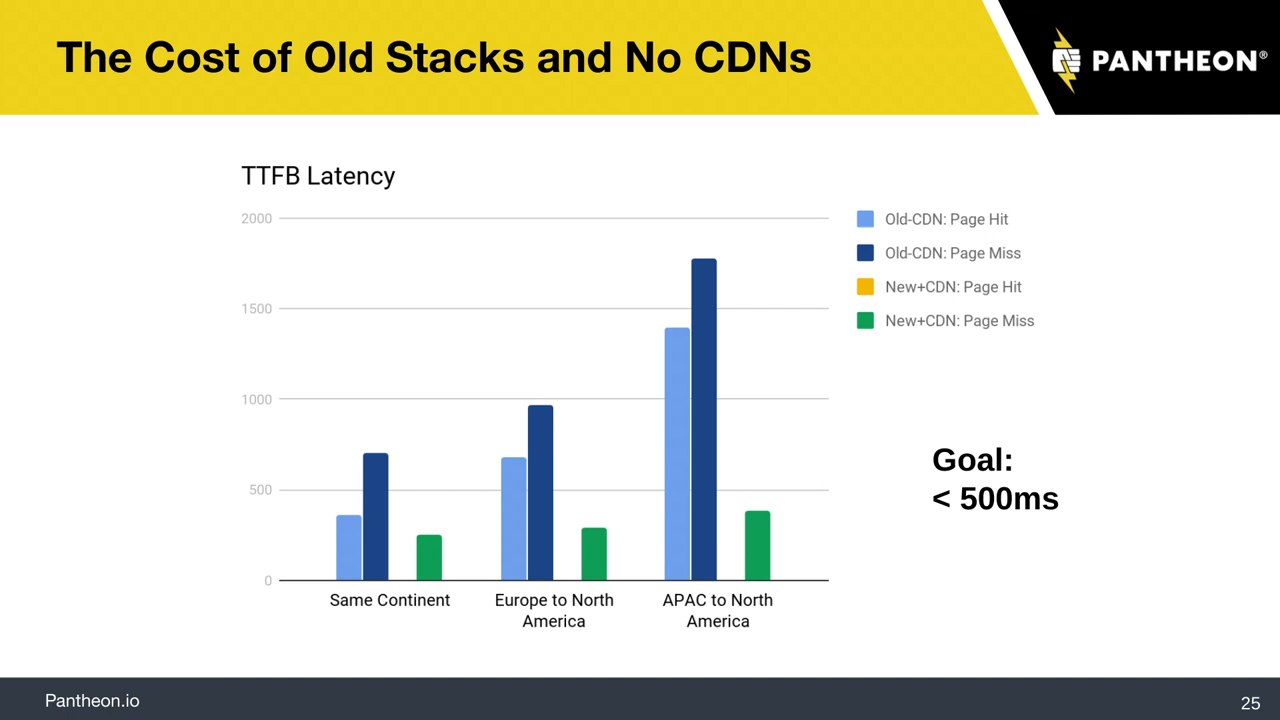 The Cost of Old Stacks and No CDNs
PANTHEON®
TTFB Latency
2000
1500
1000
500
0
Old-CDN: Page Hit
Old-CDN: Page Miss
New+CDN: Page Hit
New+CDN: Page Miss
Goal:
< 500ms
Same Continent
Europe to North
America
APAC to North
America
Pantheon.io
25